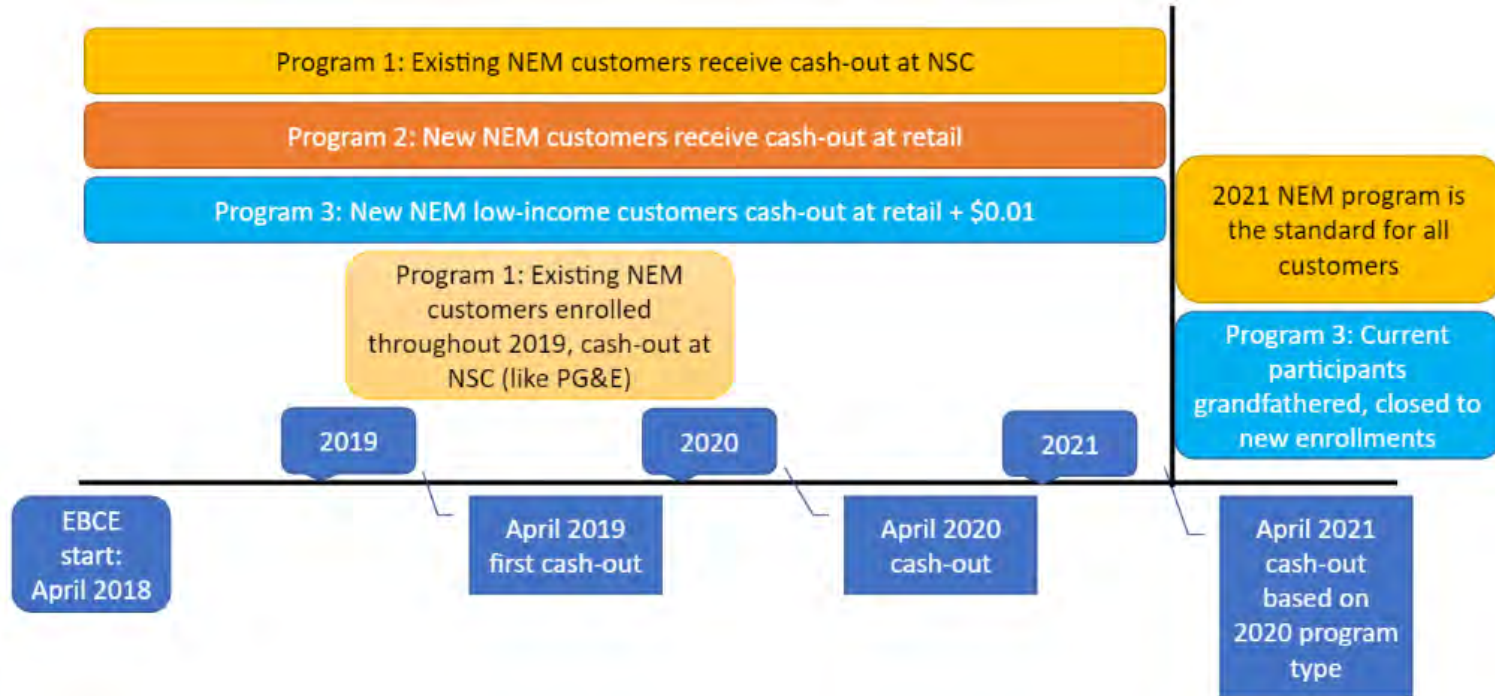 Program 1: Existing NEM customers receive cash-out at NSC
Program 2: New NEM customers receive cash-out at retail
Program 3: New NEM low-income customers cash-out at retail + $0.01
2021 NEM program is
the standard for all
customers
Program 1: Existing NEM
customers enrolled
throughout 2019, cash-out at
NSC (like PG&E)
Program 3: Current
participants
grandfathered, closed to
new enrollments
2019
2020
2021
EBCE
start:
April 2018
April 2019
first cash-out
April 2020
cash-out
April 2021
cash-out
based on
2020 program
type